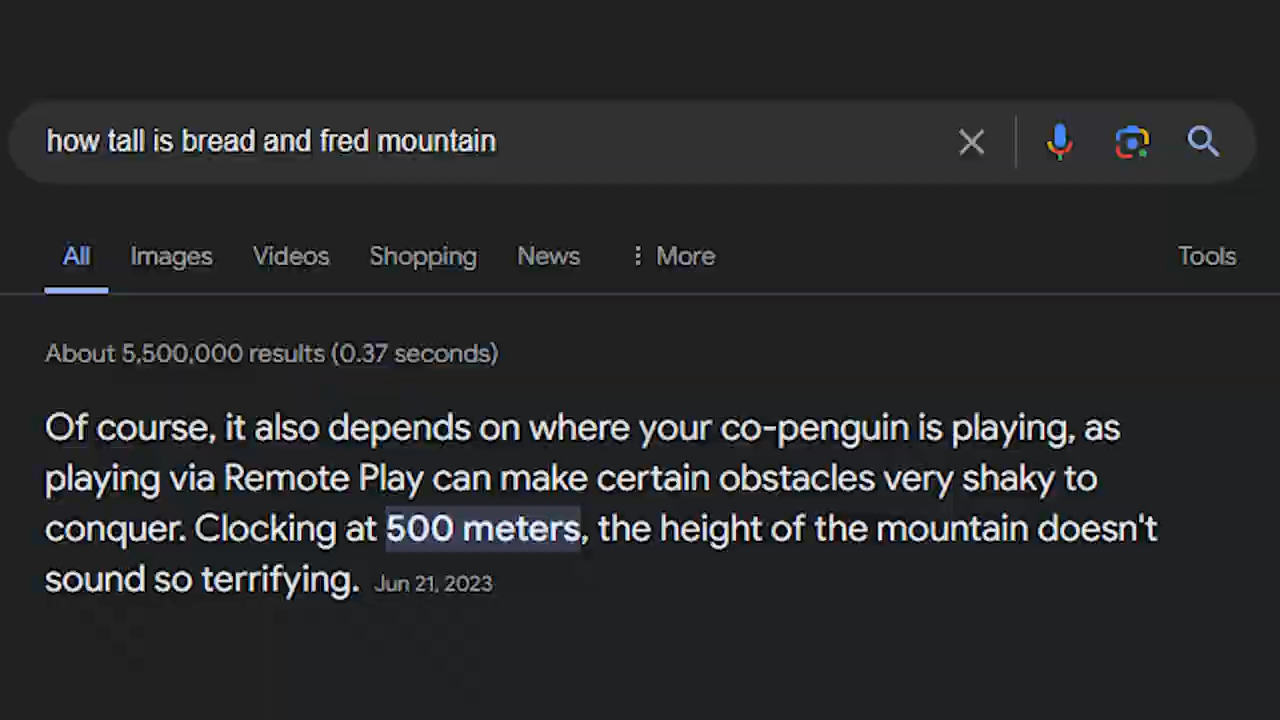 how tall is bread and fred mountain
All Images Videos Shopping News More Tools
About 5,500,000 results (0.37 seconds)
Of course, it also depends on where your co-penguin is playing, as
playing via Remote Play can make certain obstacles very shaky to
conquer. Clocking at 500 meters, the height of the mountain doesn't
sound so terrifying. Jun 21, 2023